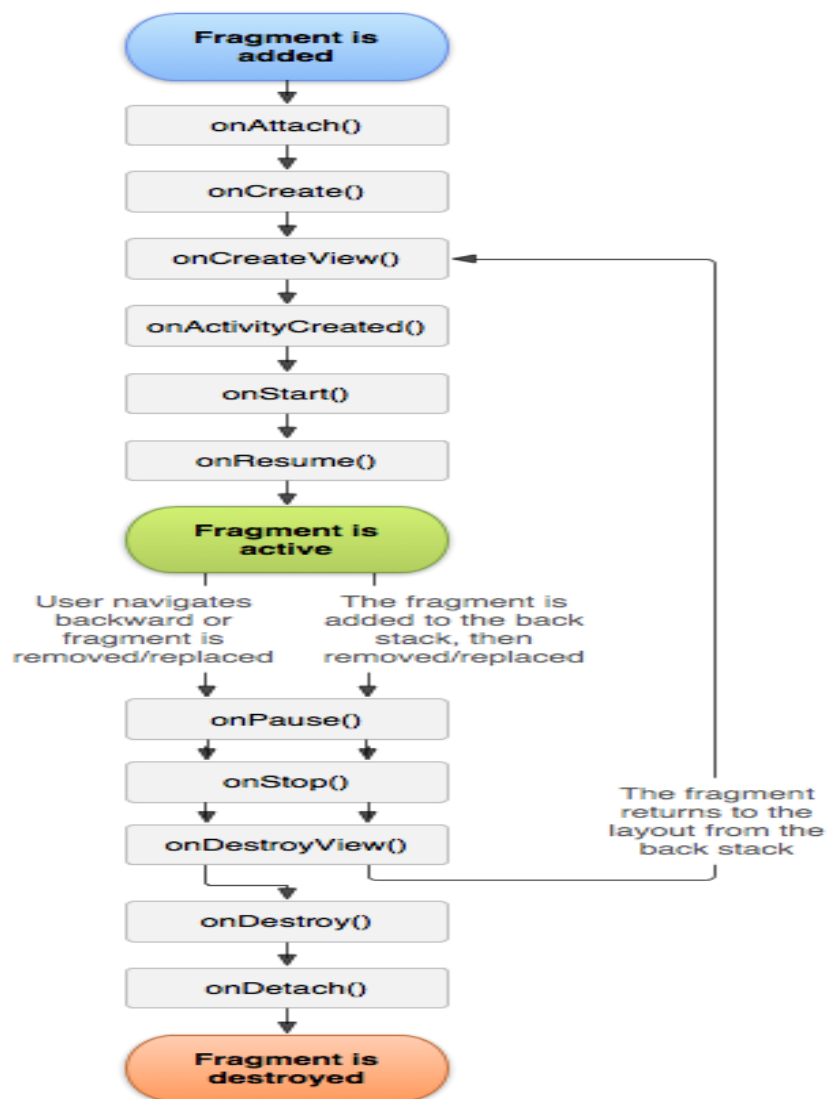 Fragment is
added
onAttach()
onCreate()
onCreateView()
onActivityCreated()
onStart()
onResume()
Fragment is
active
User navigates
backward or
fragment is
removed/replaced
The fragment is
added to the back
stack, then
removed/replaced
onPause()
onStop()
onDestroyView()
The fragment
returns to the
layout from the
back stack
onDestroy()
onDetach()
Fragment is
destroyed